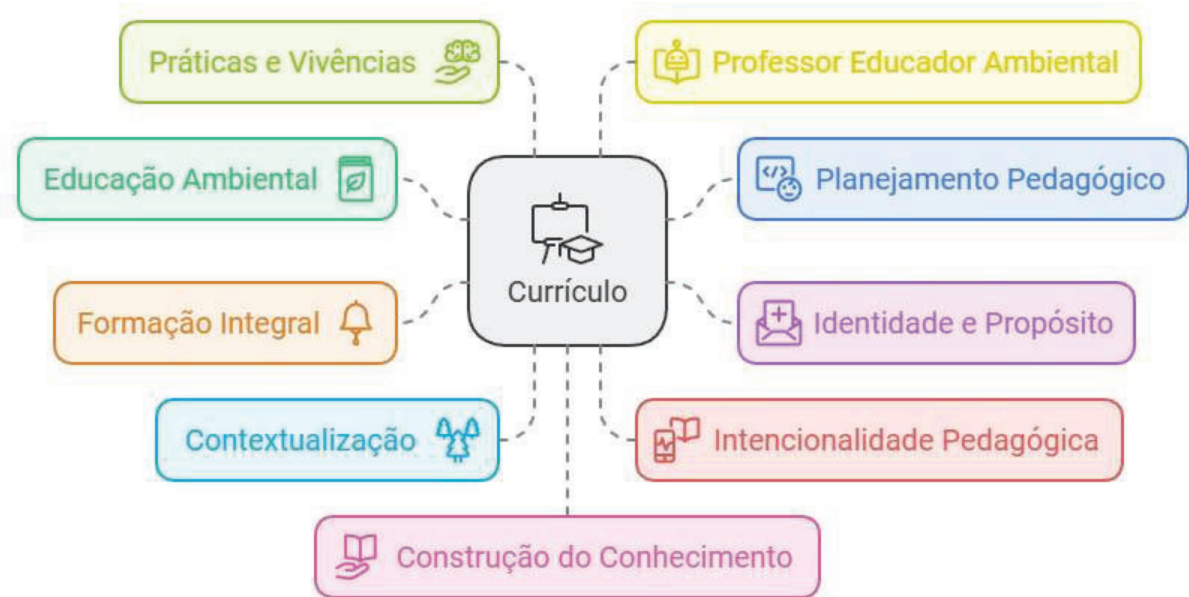 Práticas e Vivências
Professor Educador Ambiental
Educação Ambiental
Planejamento Pedagógico
Currículo
Formação Integral
Identidade e Propósito
Contextualização
Intencionalidade Pedagógica
Construção do Conhecimento